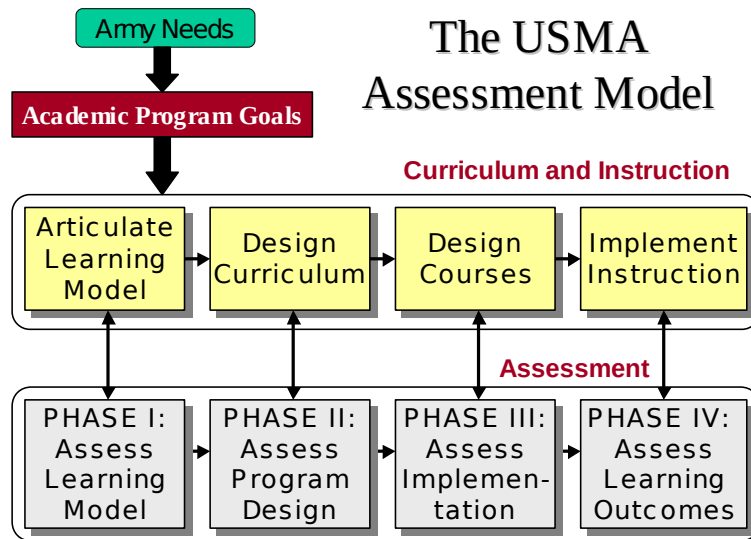 Army Needs
The USMA
Assessment Model
Academic Program Goals
Curriculum and Instruction
Articulate
Learning
Model
Design
Curriculum
Design
Courses
Implement
Instruction
Assessment
PHASE I:
Assess
Learning
Model
PHASE II:
Assess
Program
Design
PHASE III:
Assess
Implemen-
tation
PHASE IV:
Assess
Learning
Outcomes